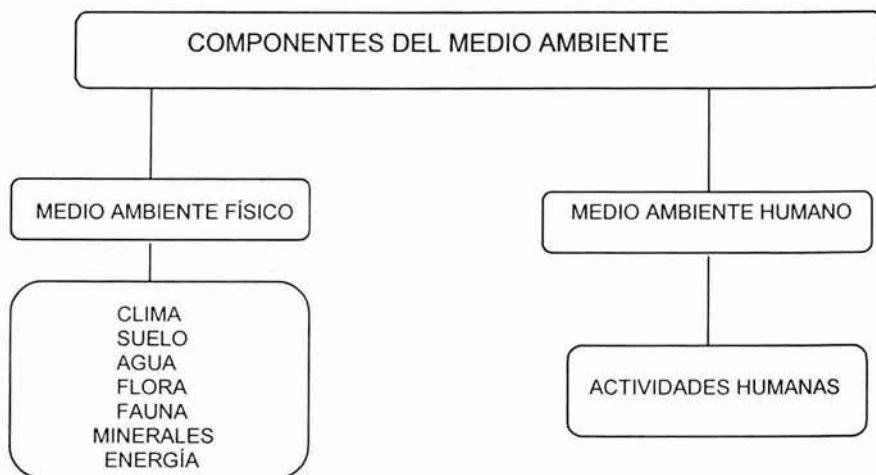 COMPONENTES DEL MEDIO AMBIENTE
MEDIO AMBIENTE FÍSICO
MEDIO AMBIENTE HUMANO
CLIMA
SUELO
AGUA
FLORA
FAUNA
MINERALES
ENERGÍA
ACTIVIDADES HUMANAS